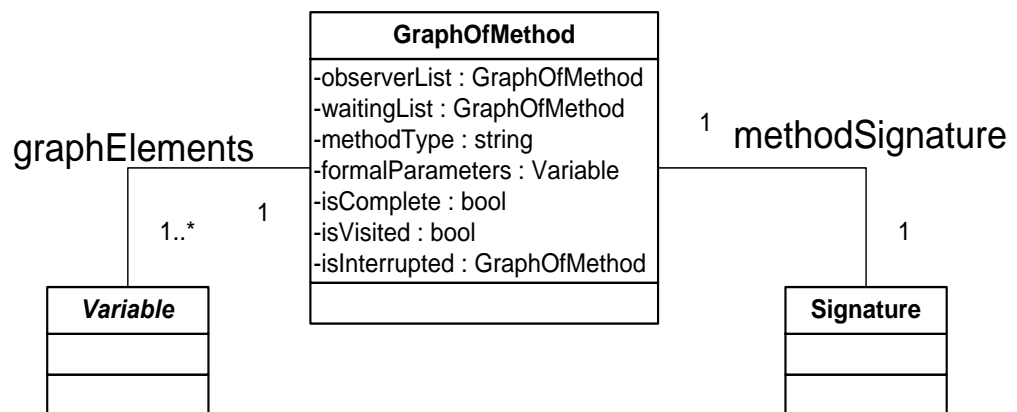 GraphOfMethod
-observerList : GraphOfMethod
-waitingList : GraphOfMethod
-methodType : string
-formalParameters : Variable
-isComplete : bool
-isVisited : bool
-isInterrupted : GraphOfMethod
graphElements
1..*
1
1
methodSignature
1
Variable
Signature